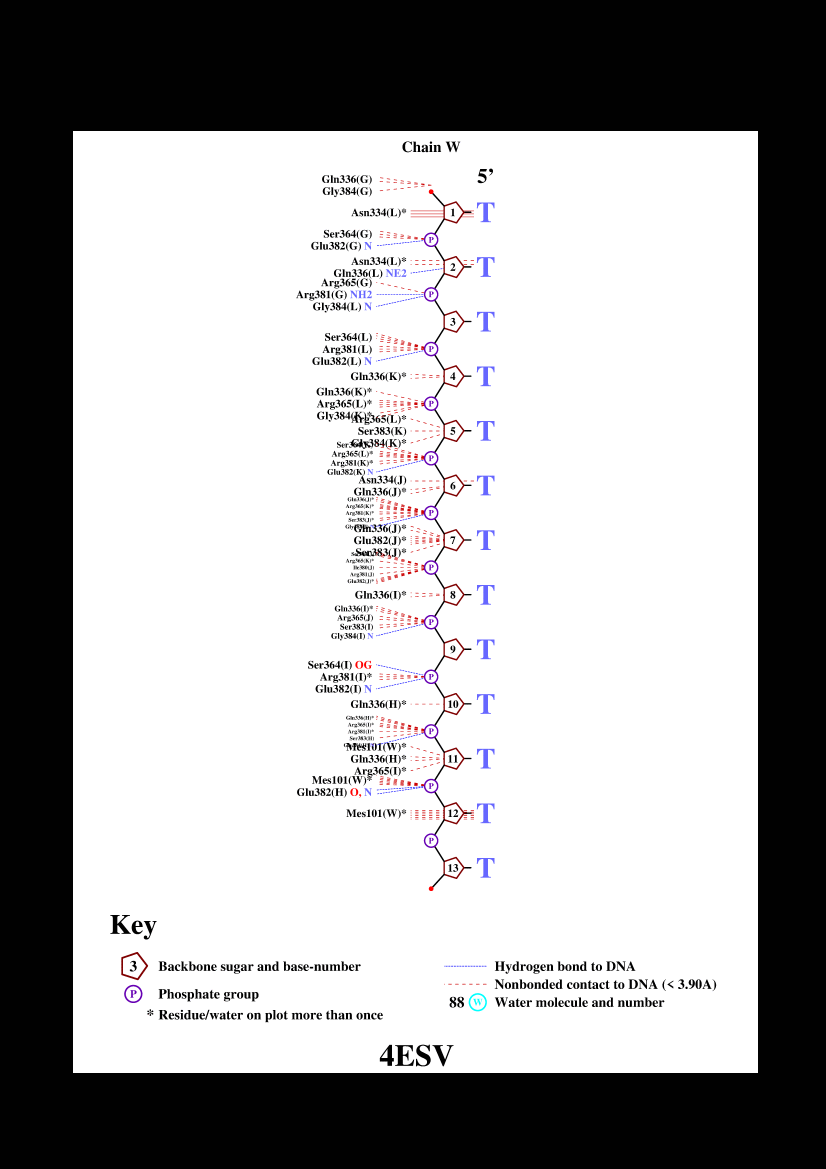 Chain W
5’
Gln336(G)
Gly384(G)
Asn334(L)* 1 T
Ser364(G)
Glu382(G) N P
Asn334(L)* 2 T
Gln336(L) NE2
Arg365(G)
Arg381(G) NH2 P
Gly384(L) N
3 T
Ser364(L)
Arg381(L) P
Glu382(L) N
Gln336(K)* 4 T
Gln336(K)*
Arg365(L)* P
Gly384(K)*
Arg365(L)*
Ser383(K) 5 T
Gly384(K)*
Arg365(L)* P
Arg381(K)*
Glu382(K) N
Asn334(J) 6 T
Gln336(J)*
Gln336(J)*
Arg365(K)*
Arg381(K)* P
Ser383(J)*
Gln336(J)*
Glu382(J)* 7 T
Ser383(J)*
Arg365(K)*
Ile380(J) P
Arg381(J)
Glu382(J)*
Gln336(I)* 8 T
Gln336(I)*
Arg365(J) P
Ser383(I)
Gly384(I) N
9 T
Ser364(I) OG
Arg381(I)* P
Glu382(I) N
Gln336(H)* 10 T
Gln336(H)*
Arg365(I)*
Arg381(I)* P
Ser383(H)
Mes101(W)*
Gln336(H)* 11 T
Arg365(I)*
Mes101(W)* P
Glu382(H) O, N
Mes101(W)* 12 T
P
13 T
Key
3 Backbone sugar and base-number
P Phosphate group
* Residue/water on plot more than once
Hydrogen bond to DNA
Nonbonded contact to DNA (< 3.90A)
88 W Water molecule and number
4ESV